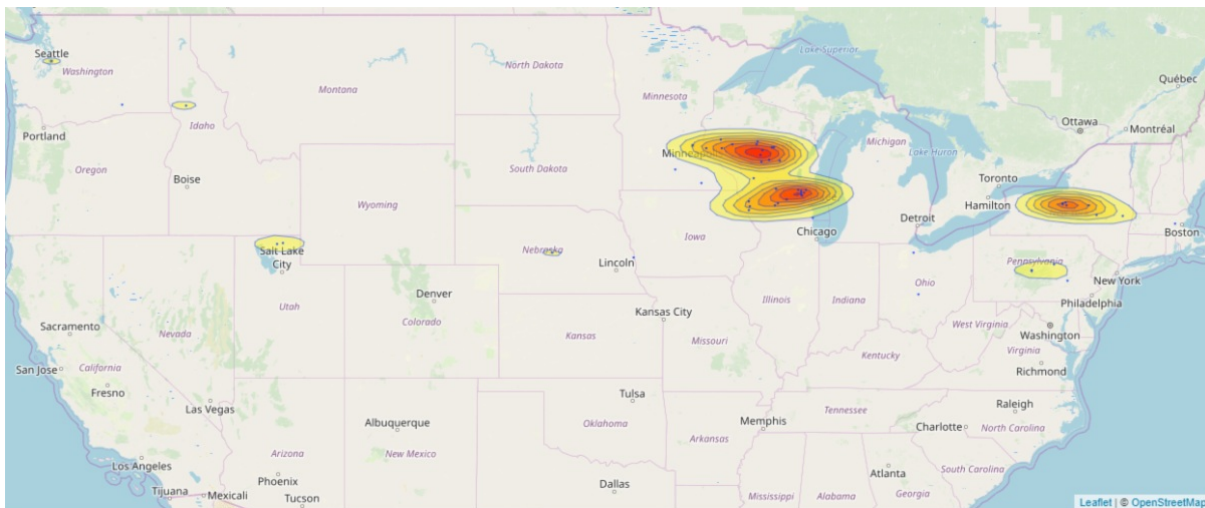 Seattle
Washington
Portland
Oregon
Idaho
Boise
Montana
North Dakota
South Dakota
Minnesota
Lake Superior
Michigan
Lake Huron
Québec
Ottawa
Montréal
Toronto
Hamilton
Detroit
Boston
Wyoming
Nebraska
Lincoln
Iowa
Chicago
Salt Lake
City
Utah
Nevada
Denver
Colorado
Kansas
Kansas City
Missouri
Illinois
Indiana
Ohio
Pennsylvania
New York
Philadelphia
Washington
West Virginia
Virginia
Richmond
Kentucky
Sacramento
San Jose
California
Fresno
Las Vegas
Los Angeles
Tijuana
Mexicali
Arizona
Phoenix
Tucson
Albuquerque
New Mexico
Tulsa
Oklahoma
Dallas
Arkansas
Memphis
Tennessee
Raleigh
Charlotte
North Carolina
South Carolina
Atlanta
Georgia
Alabama
Mississippi
Leaflet | © OpenStreetMap